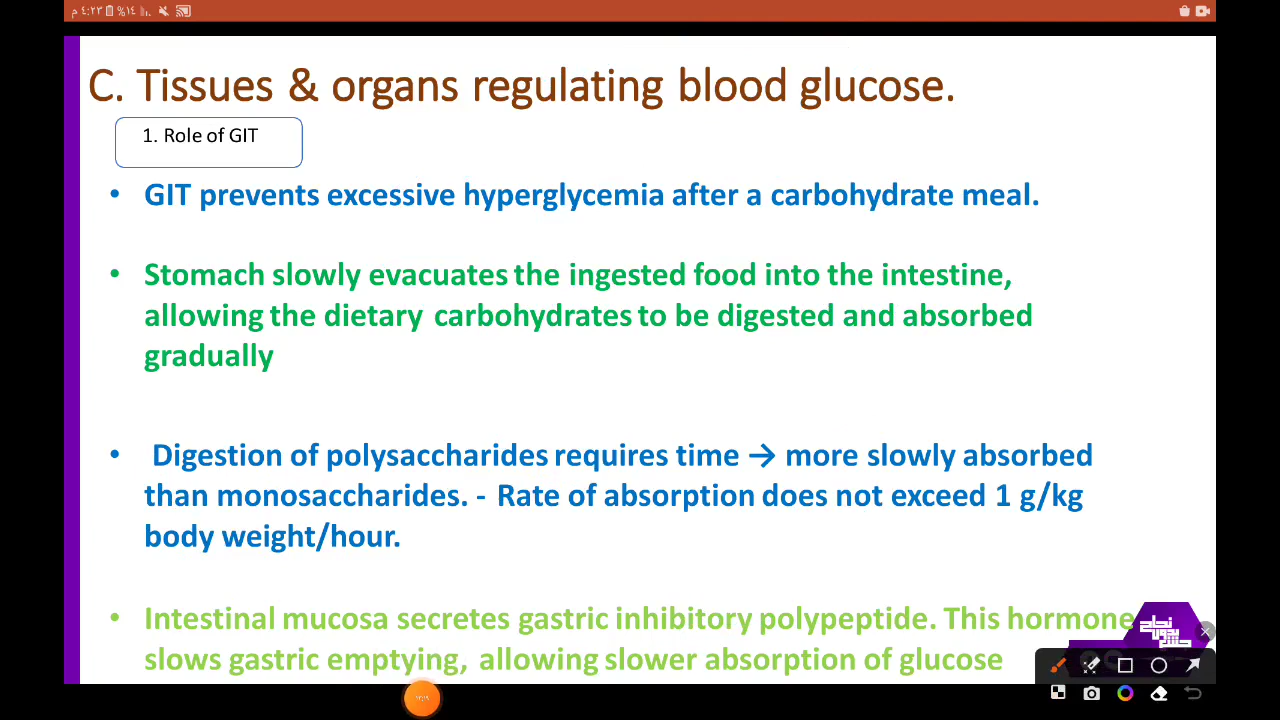 م ٤:٢٣ %١٤
C. Tissues & organs regulating blood glucose.
1. Role of GIT
• GIT prevents excessive hyperglycemia after a carbohydrate meal.
• Stomach slowly evacuates the ingested food into the intestine,
allowing the dietary carbohydrates to be digested and absorbed
gradually
• Digestion of polysaccharides requires time → more slowly absorbed
than monosaccharides. - Rate of absorption does not exceed 1 g/kg
body weight/hour.
• Intestinal mucosa secretes gastric inhibitory polypeptide. This hormone
slows gastric emptying, allowing slower absorption of glucose